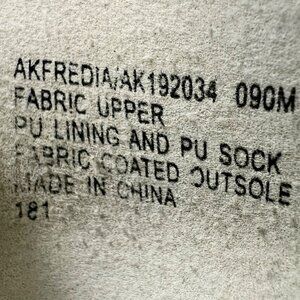 AKFREDIA/AK192034 090M
FABRIC UPPER
PU LINING AND PU SOCK
FABRIC COATED OUTSOLE
MADE IN CHINA
181